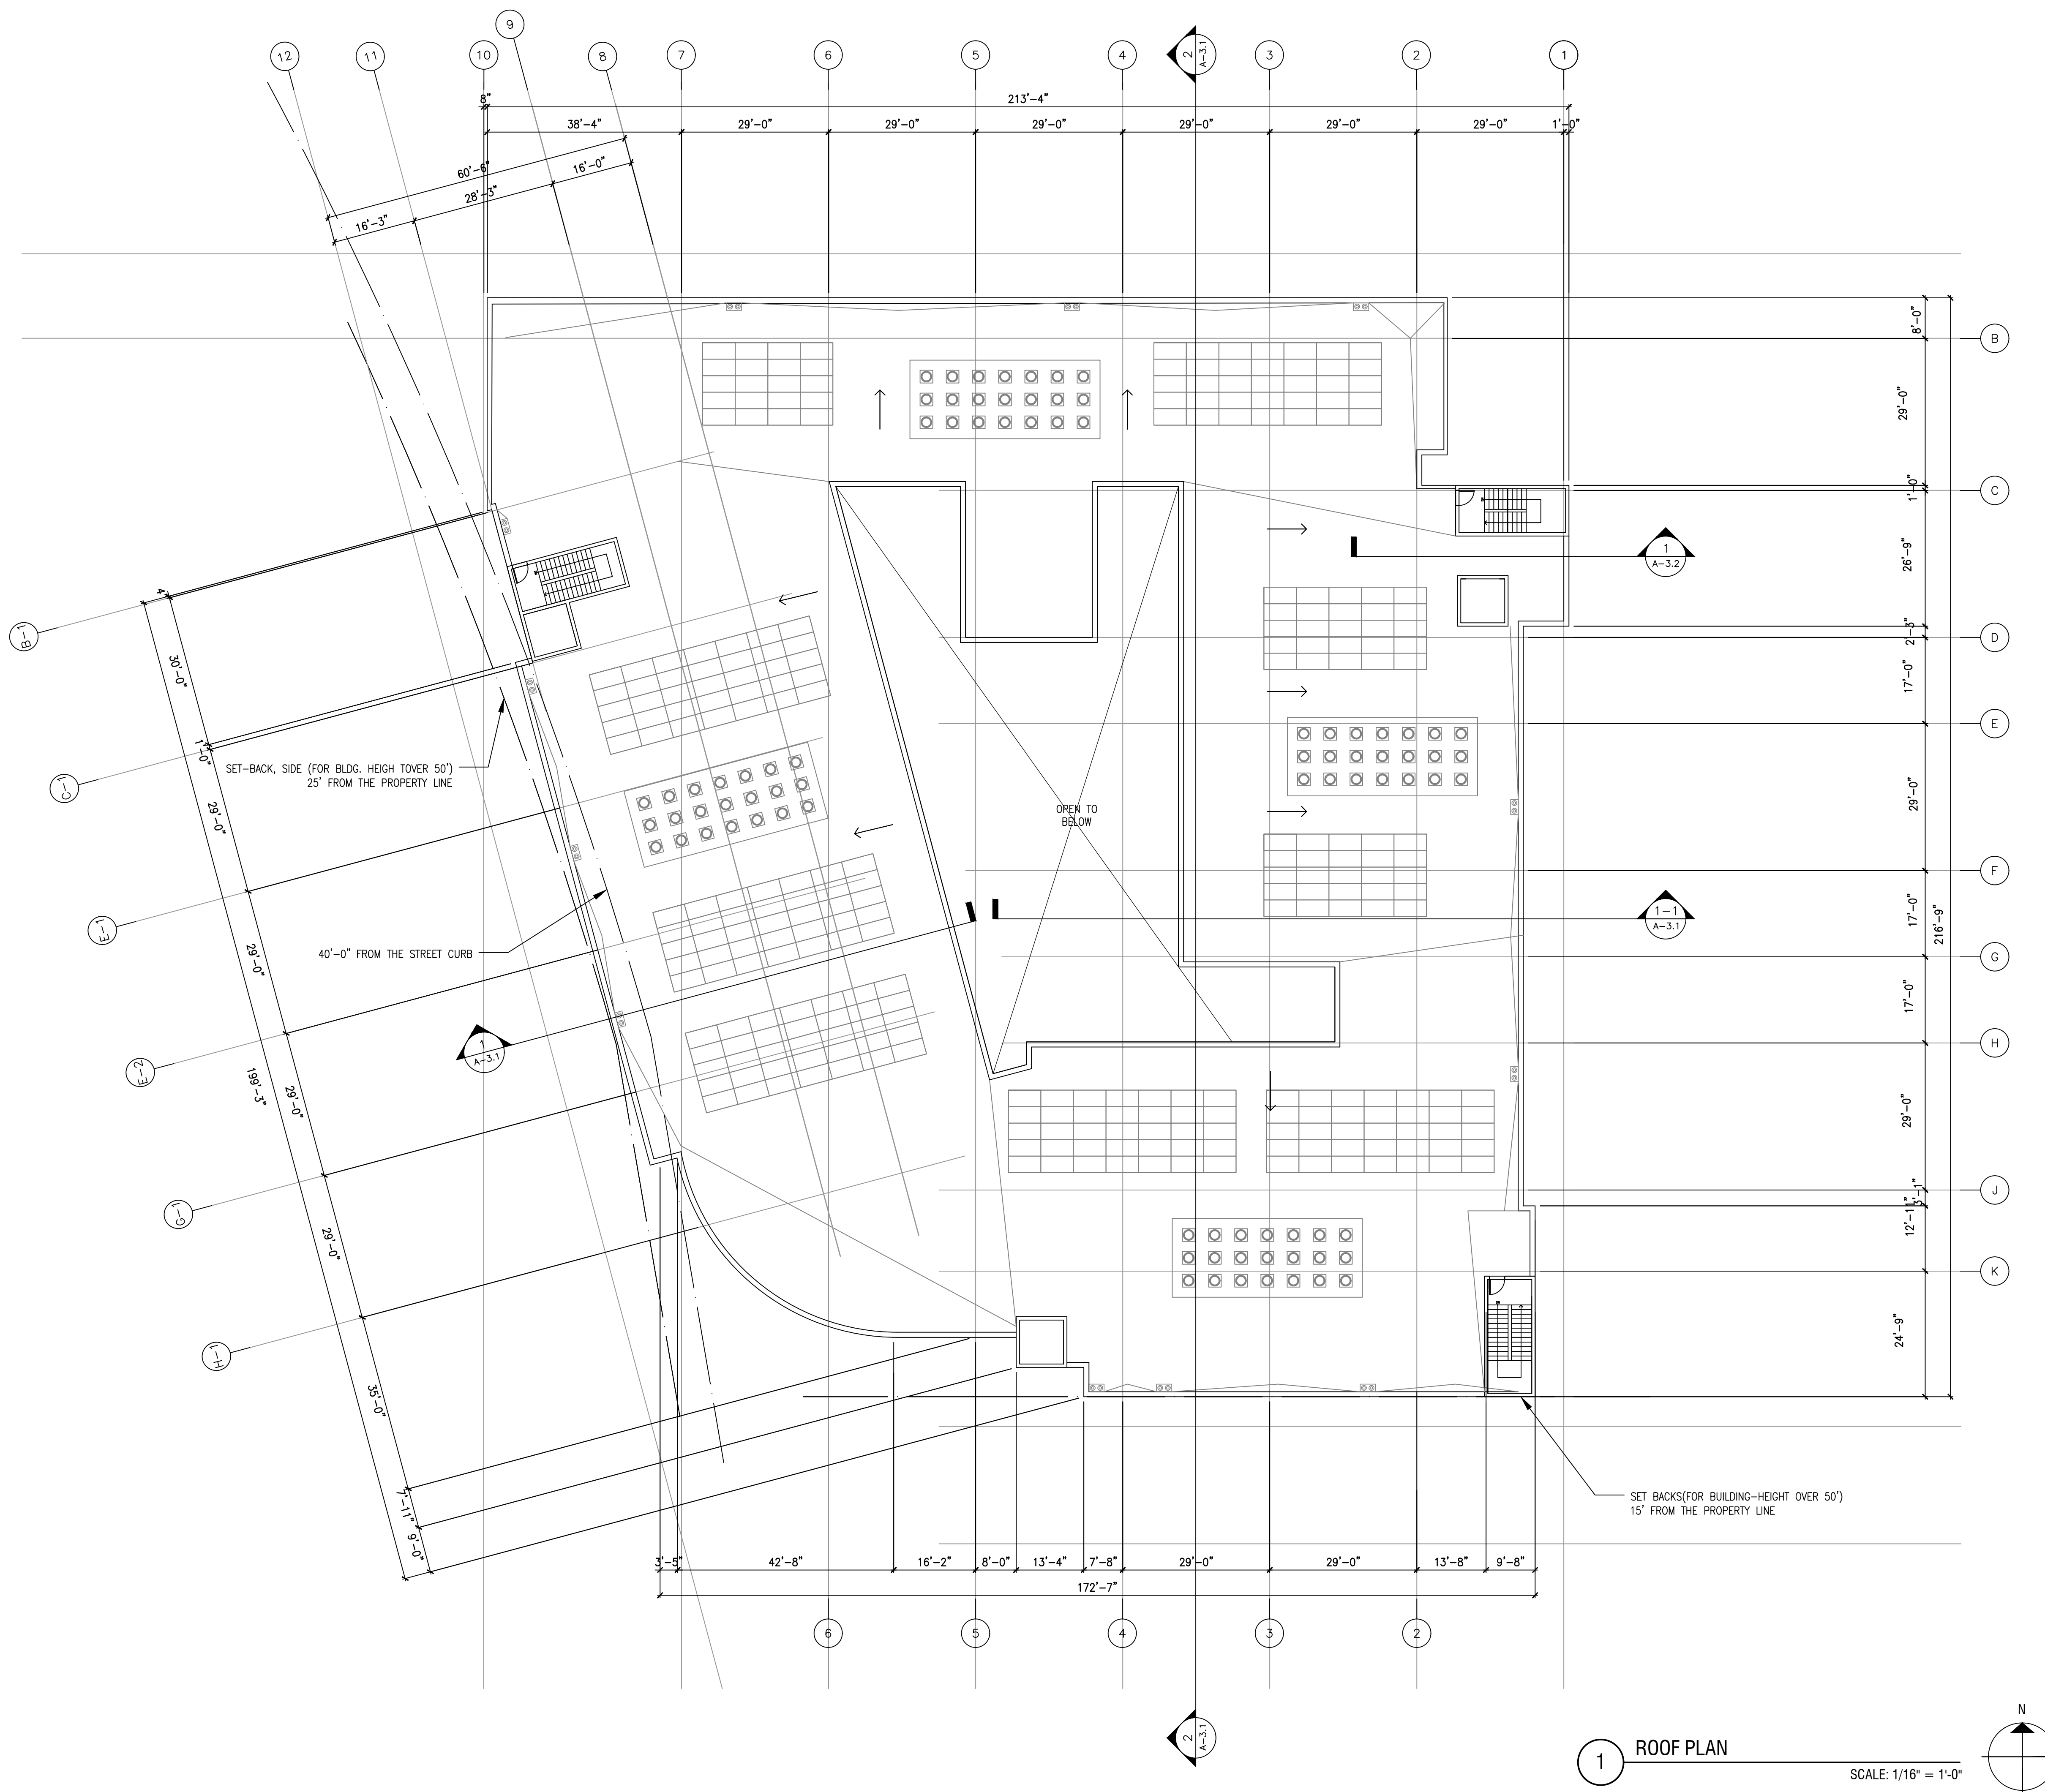 12
11
10
9
8
7
6
5
4
2
A-3.1
3
2
1
8"
213'-4"
38'-4"
29'-0"
29'-0"
29'-0"
29'-0"
29'-0"
29'-0"
1'-0"
60'-6"
16'-0"
28'-3"
16'-3"
8'-0"
B
29'-0"
C
1'-0"
26'-9"
1
A-3.2
D
2'-3"
17'-0"
E
29'-0"
F
17'-0"
216'-9"
1-1
A-3.1
G
17'-0"
H
29'-0"
J
3'-1"
12'-11"
K
24'-9"
B-1
4"
30'-0"
C-1
1'-0"
29'-0"
E-1
29'-0"
E-2
199'-3"
29'-0"
G-1
29'-0"
H-1
35'-0"
7'-11"
9'-0"
SET-BACK, SIDE (FOR BLDG. HEIGH TOVER 50')
25' FROM THE PROPERTY LINE
OPEN TO
BELOW
40'-0" FROM THE STREET CURB
1
A-3.1
SET BACKS(FOR BUILDING-HEIGHT OVER 50')
15' FROM THE PROPERTY LINE
3'-5"
42'-8"
16'-2"
8'-0"
13'-4"
7'-8"
29'-0"
29'-0"
13'-8"
9'-8"
172'-7"
6
5
4
3
2
2
A-3.1
1
ROOF PLAN
SCALE: 1/16" = 1'-0"
N